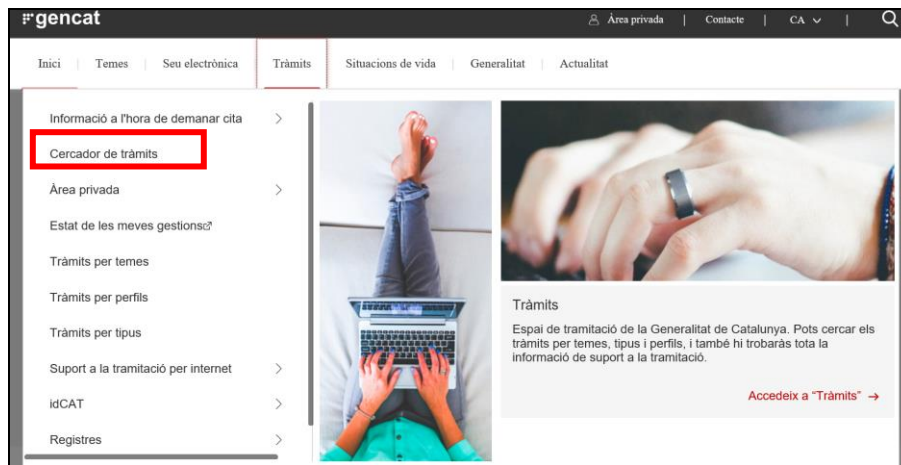 gencat
Àrea privada | Contacte | CA |
Inici | Temes | Seu electrònica | Tràmits | Situacions de vida | Generalitat | Actualitat
Informació a l'hora de demanar cita
Cercador de tràmits
Àrea privada
Estat de les meves gestions
Tràmits per temes
Tràmits per perfils
Tràmits per tipus
Suport a la tramitació per internet
idCAT
Registres
Tràmits
Espai de tramitació de la Generalitat de Catalunya. Pots cercar els
tràmits per temes, tipus i perfils, i també hi trobaràs tota la
informació de suport a la tramitació.
Accedeix a "Tràmits" →